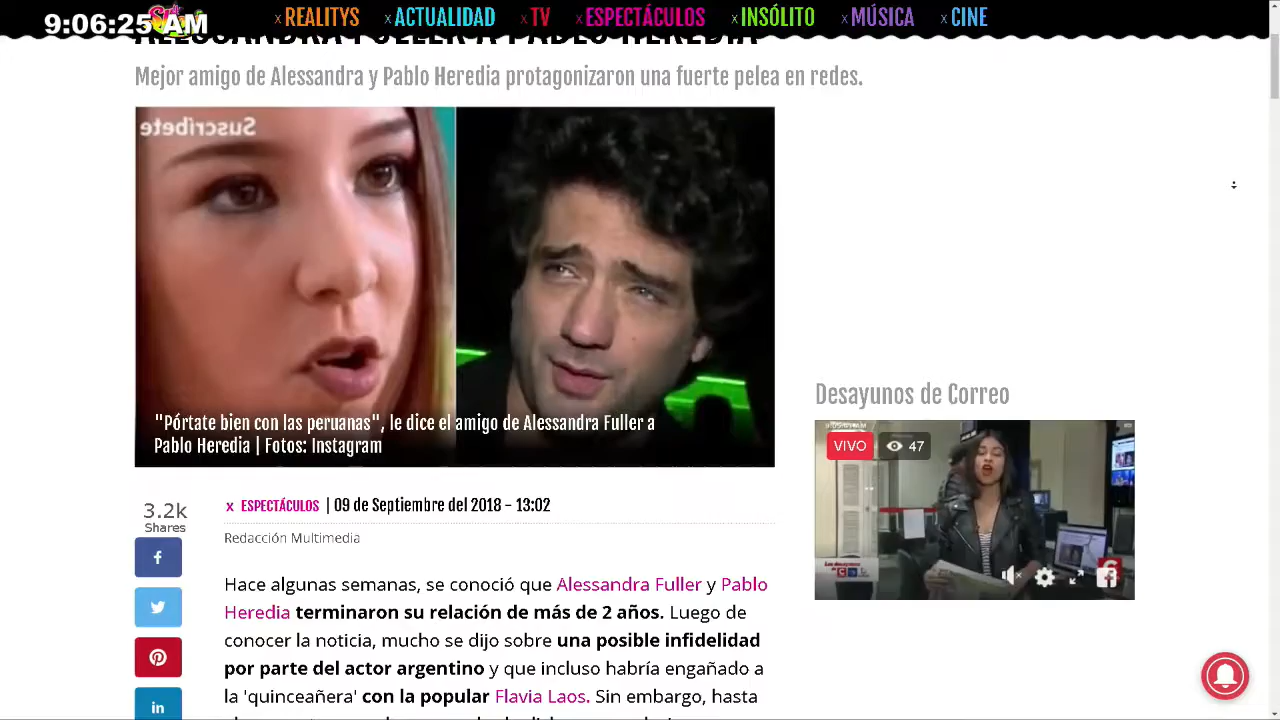 9:06:25 AM
x REALITYS x ACTUALIDAD x TV x ESPECTÁCULOS x INSÓLITO x MÚSICA x CINE
ALESSANDRA FULLER A PABLO HEREDIA
Mejor amigo de Alessandra y Pablo Heredia protagonizaron una fuerte pelea en redes.
Suscríbete
"Pórtate bien con las peruanas", le dice el amigo de Alessandra Fuller a
Pablo Heredia | Fotos: Instagram
Desayunos de Correo
VIVO 47
3.2k
Shares
x ESPECTÁCULOS | 09 de Septiembre del 2018 - 13:02
Redacción Multimedia
Hace algunas semanas, se conoció que Alessandra Fuller y Pablo
Heredia terminaron su relación de más de 2 años. Luego de
conocer la noticia, mucho se dijo sobre una posible infidelidad
por parte del actor argentino y que incluso habría engañado a
la 'quinceañera' con la popular Flavia Laos. Sin embargo, hasta